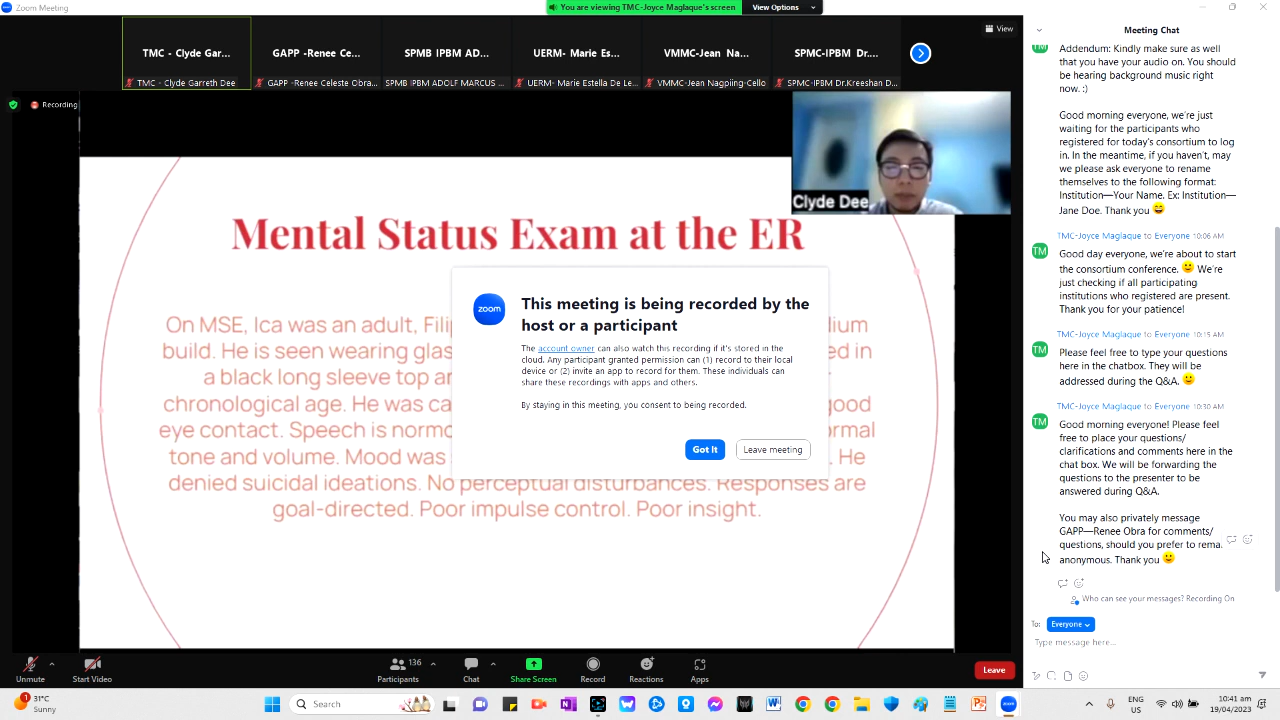 Zoom Meeting
You are viewing TMC-Joyce Maglaque's screen
View Options
View
TMC - Clyde Gar...
GAPP -Renee Ce...
SPMB IPBM AD...
UERM- Marie Es...
VMMC-Jean Na...
SPMC-IPBM Dr....
TMC - Clyde Gareth Dee
GAPP -Renee Celeste Obra...
SPMB IPBM ADOLF MARCUS ...
UERM- Marie Estella De Le...
VMMC-Jean Nagpiing-Cello
SPMC-IPBM Dr.Kreeshan D...
Recording
Clyde Dee
Mental Status Exam at the ER
On MSE, Ica was an adult, Filip
dium
build. He is seen wearing glas
ed in
a black long sleeve top an
chronological age. He was ca
good
eye contact. Speech is normo
ormal
tone and volume. Mood was
. He
denied suicidal ideations. No perceptual disturbances. Responses are
goal-directed. Poor impulse control. Poor insight.
zoom
This meeting is being recorded by the
host or a participant
The account owner can also watch this recording if it's stored in the
cloud. Any participant granted permission can (1) record to their local
device or (2) invite an app to record for them. These individuals can
share these recordings with apps and others.
By staying in this meeting, you consent to being recorded.
Got it
Leave meeting
Meeting Chat
TM
Addendum: Kindly make sure as well
that you have your audio on. You should
be hearing background music right
now. :)
Good morning everyone, we're just
waiting for the participants who
registered for today's consortium to log
in. In the meantime, if you haven't, may
we please ask everyone to rename
themselves to the following format:
Institution—Your Name. Ex: Institution—
Jane Doe. Thank you 😄
TMC-Joyce Maglaque to Everyone 10:06 AM
TM
Good day everyone, we're about to start
the consortium conference. 🙂 We're
just checking if all participating
institutions who registered are present.
Thank you for your patience!
TMC-Joyce Maglaque to Everyone 10:15 AM
TM
Please feel free to type your questions
here in the chatbox. They will be
addressed during the Q&A. 🙂
TMC-Joyce Maglaque to Everyone 10:30 AM
TM
Good morning everyone! Please feel
free to place your questions/
clarifications and comments here in the
chat box. We will be forwarding the
questions to the presenter to be
answered during Q&A.
You may also privately message
GAPP—Renee Obra for comments/
questions, should you prefer to rema
anonymous. Thank you 🙂
Who can see your messages? Recording On
To: Everyone
Type message here...
Unmute
Start Video
Participants
136
Chat
Share Screen
Record
Reactions
Apps
Leave
1
31°C
Sunny
Search
ENG
US
10:41 am
19/04/2023